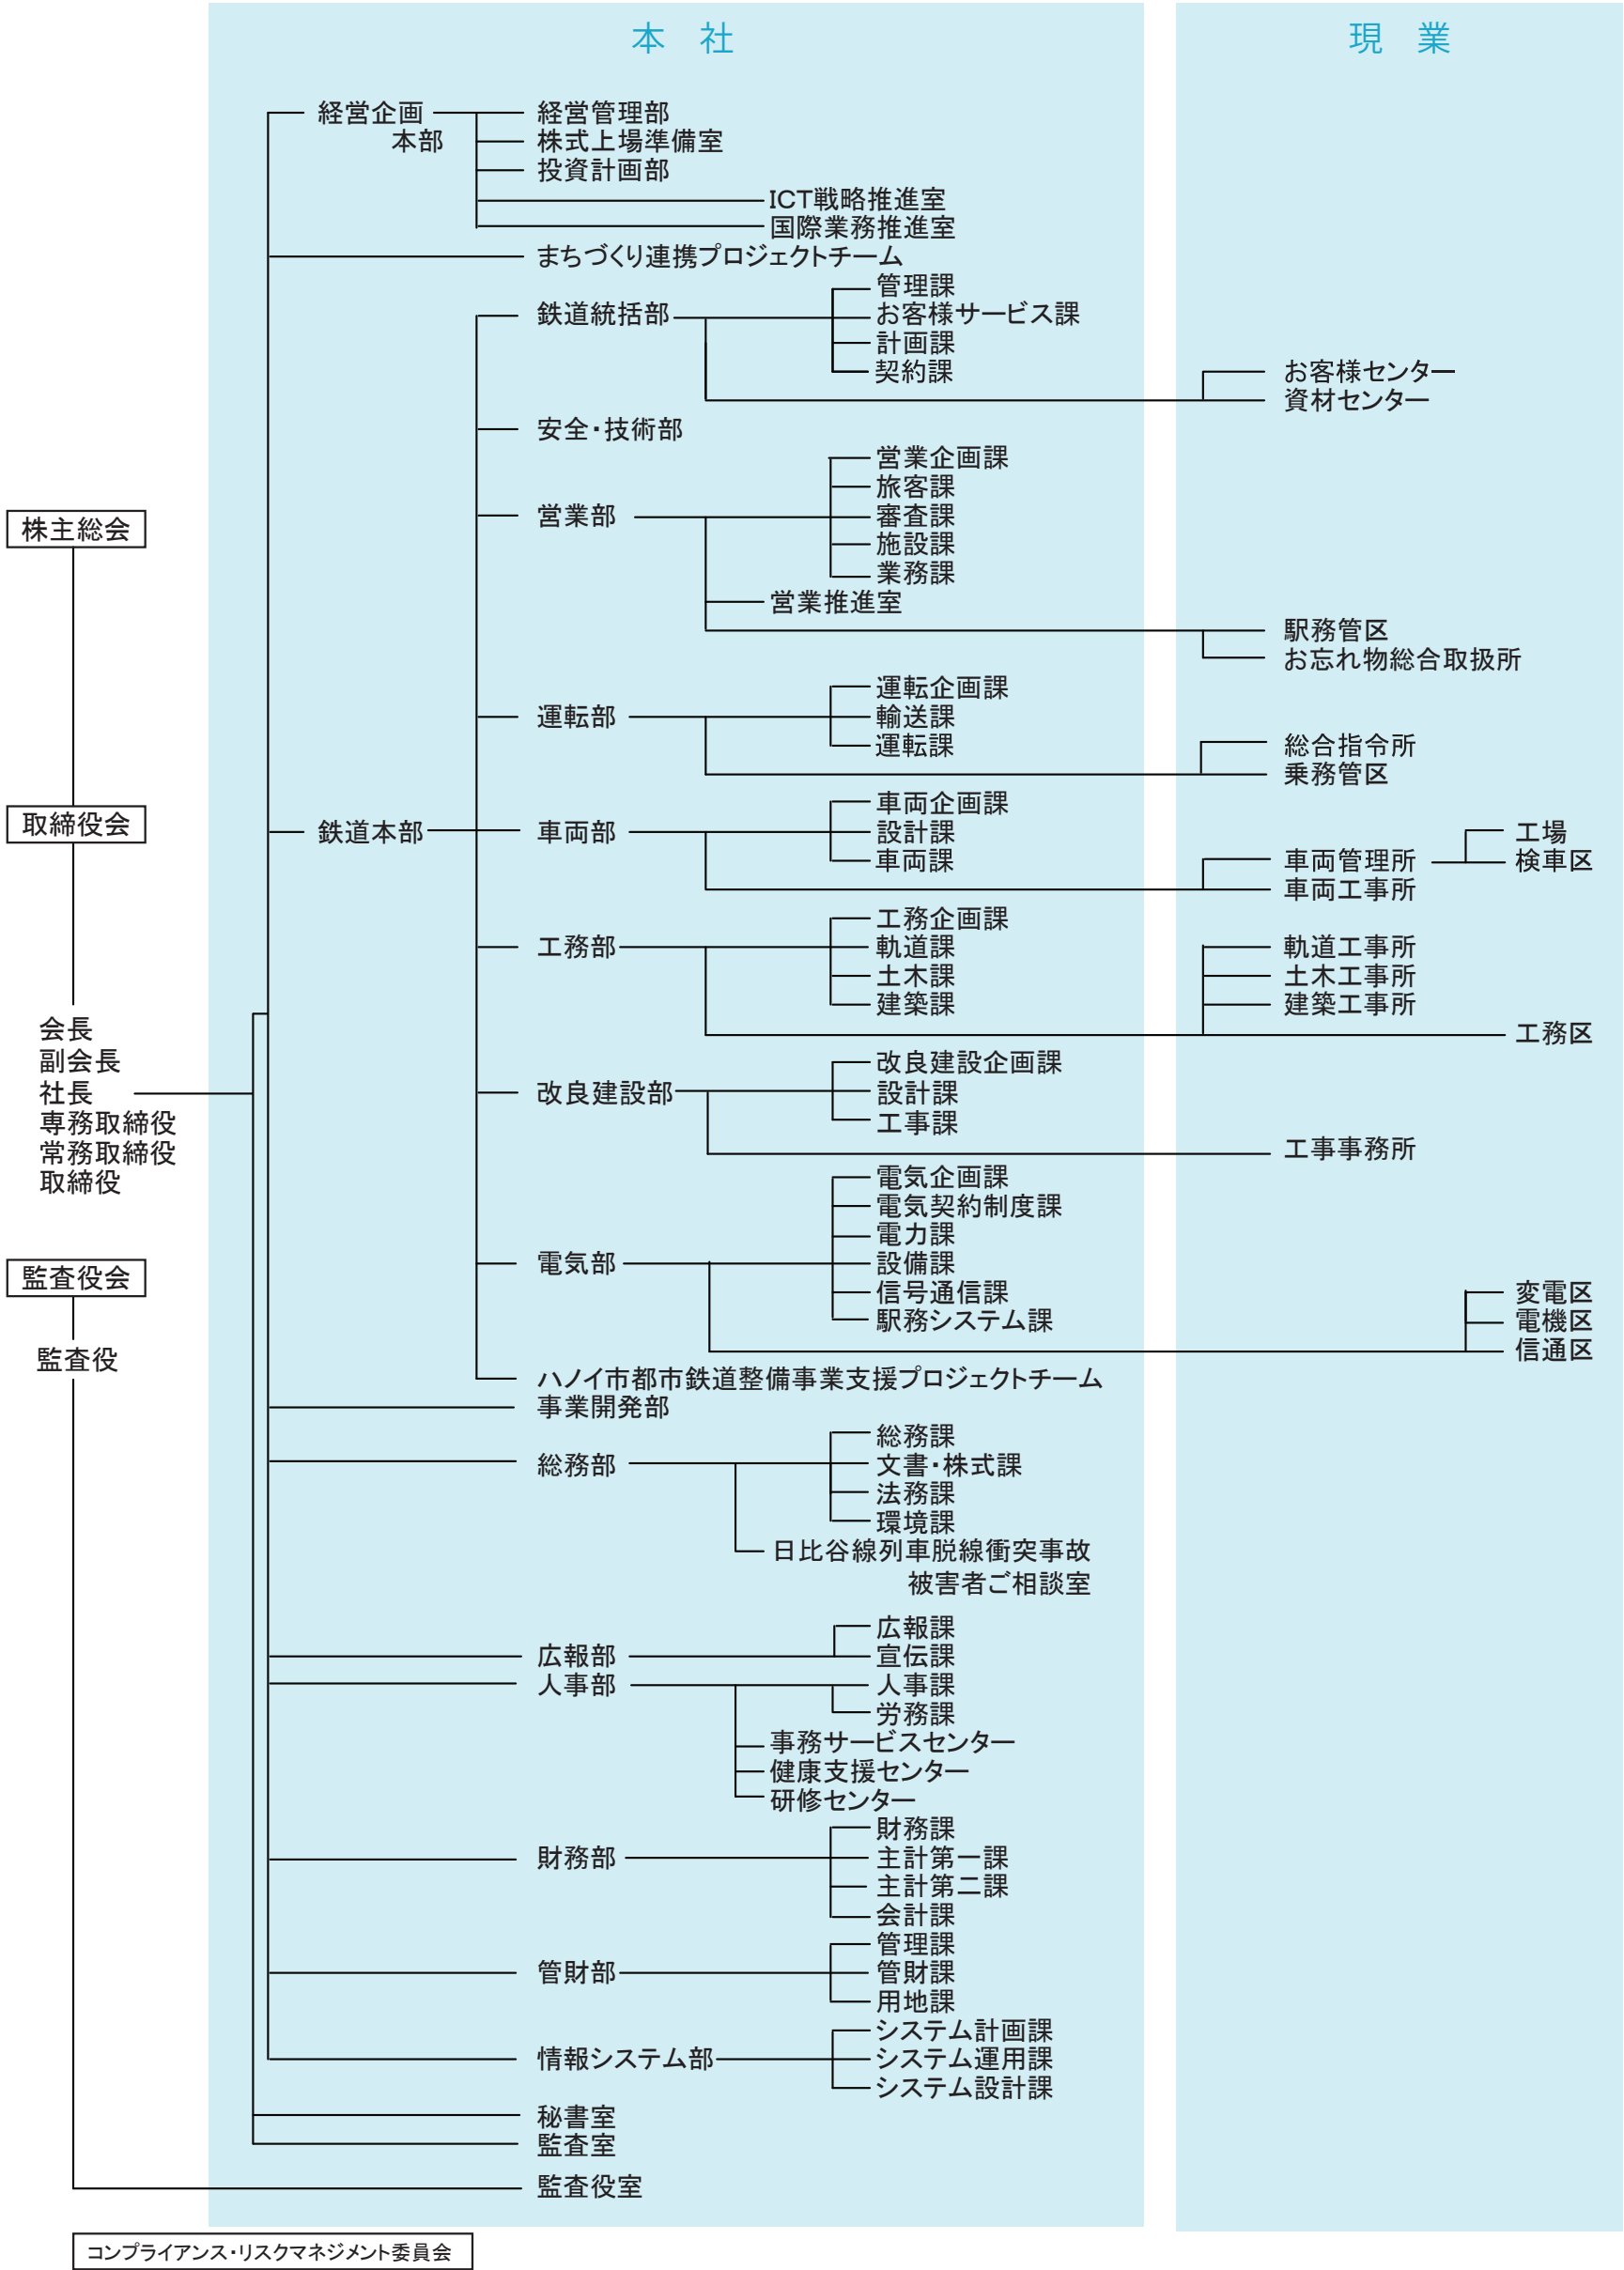 本 社
現 業
経営企画
本部
経営管理部
株式上場準備室
投資計画部
ICT戦略推進室
国際業務推進室
まちづくり連携プロジェクトチーム
鉄道本部
鉄道統括部
管理課
お客様サービス課
計画課
契約課
お客様センター
資材センター
安全・技術部
営業部
営業企画課
旅客課
審査課
施設課
業務課
営業推進室
駅務管区
お忘れ物総合取扱所
運転部
運転企画課
輸送課
運転課
総合指令所
乗務管区
車両部
車両企画課
設計課
車両課
車両管理所
車両工事所
工場
検車区
工務部
工務企画課
軌道課
土木課
建築課
軌道工事所
土木工事所
建築工事所
工務区
改良建設部
改良建設企画課
設計課
工事課
工事事務所
電気部
電気企画課
電気契約制度課
電力課
設備課
信号通信課
駅務システム課
変電区
電機区
信通区
ハノイ市都市鉄道整備事業支援プロジェクトチーム
事業開発部
総務部
総務課
文書・株式課
法務課
環境課
日比谷線列車脱線衝突事故
被害者ご相談室
広報部
広報課
宣伝課
人事部
人事課
労務課
事務サービスセンター
健康支援センター
研修センター
財務部
財務課
主計第一課
主計第二課
会計課
管財部
管理課
管財課
用地課
情報システム部
システム計画課
システム運用課
システム設計課
秘書室
監査室
監査役室
株主総会
取締役会
会長
副会長
社長
専務取締役
常務取締役
取締役
監査役会
監査役
コンプライアンス・リスクマネジメント委員会